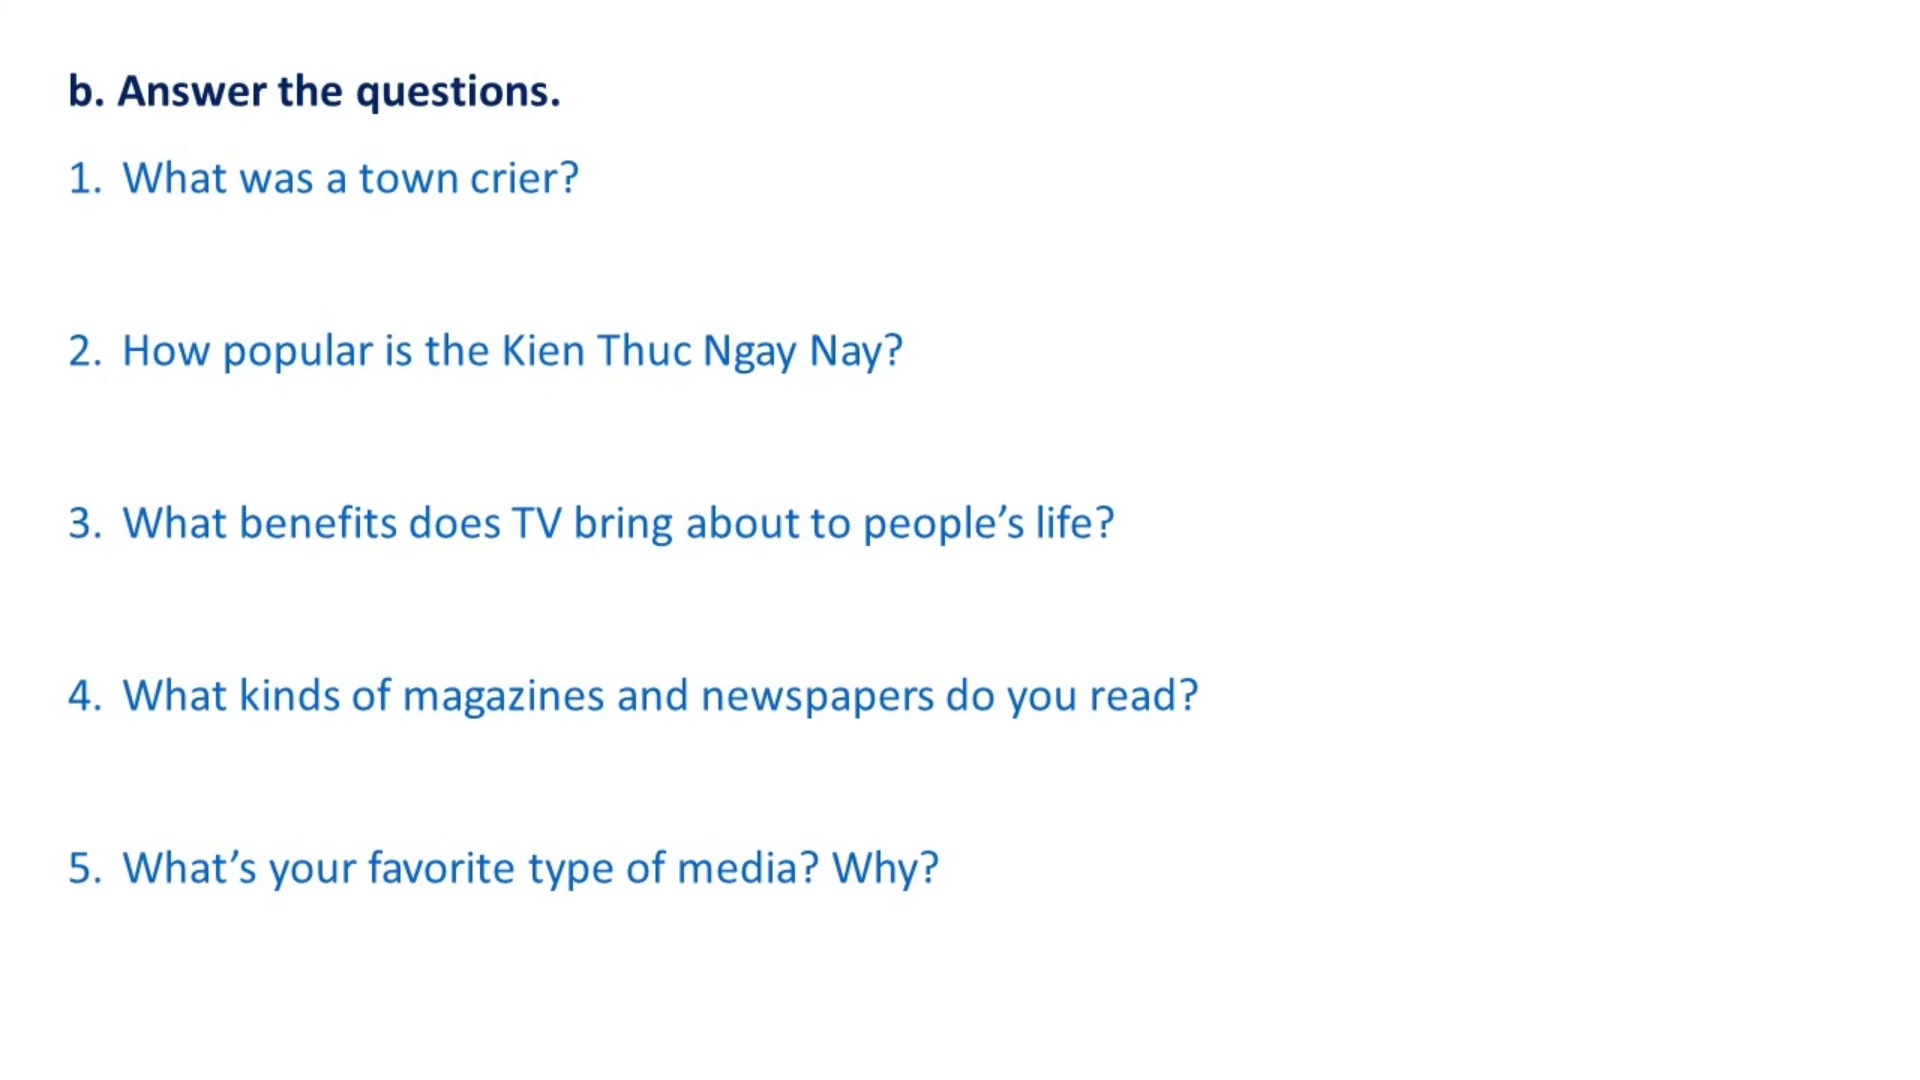 b. Answer the questions.
1. What was a town crier?
2. How popular is the Kien Thuc Ngay Nay?
3. What benefits does TV bring about to people’s life?
4. What kinds of magazines and newspapers do you read?
5. What’s your favorite type of media? Why?